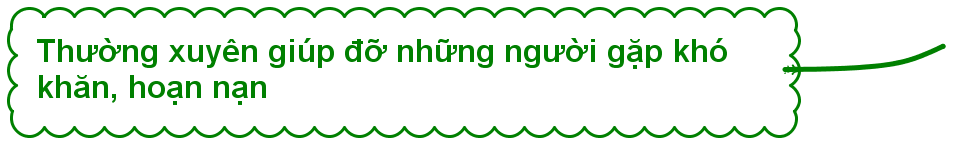 Thường xuyên giúp đỡ những người gặp khó
khăn, hoạn nạn